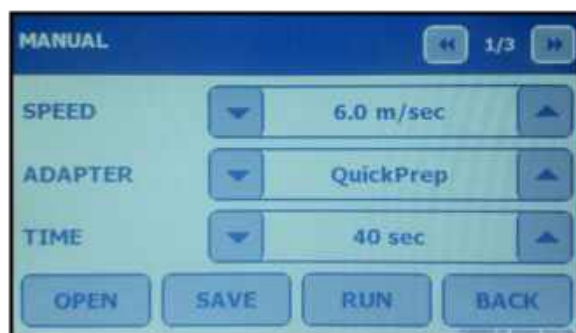 MANUAL 1/3
SPEED 6.0 m/sec
ADAPTER QuickPrep
TIME 40 sec
OPEN SAVE RUN BACK